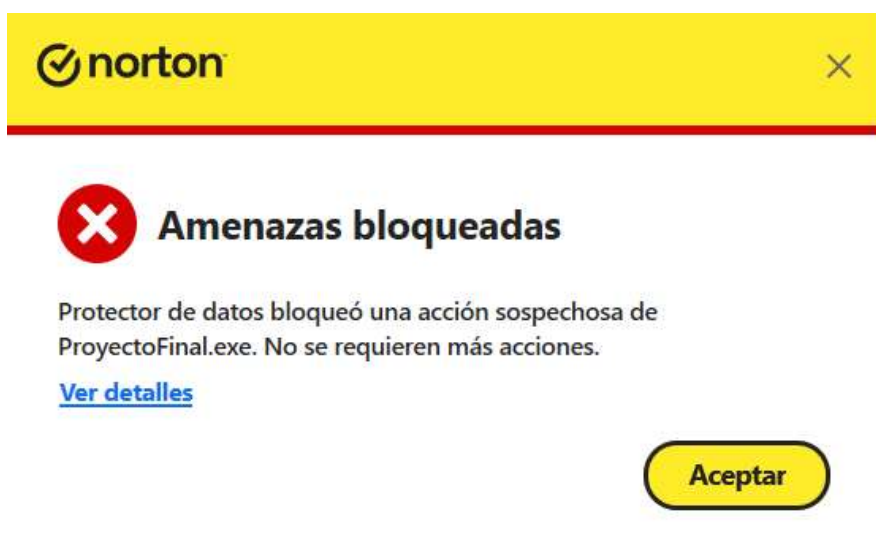 norton
Amenazas bloqueadas
Protector de datos bloqueó una acción sospechosa de
ProyectoFinal.exe. No se requieren más acciones.
Ver detalles
Aceptar